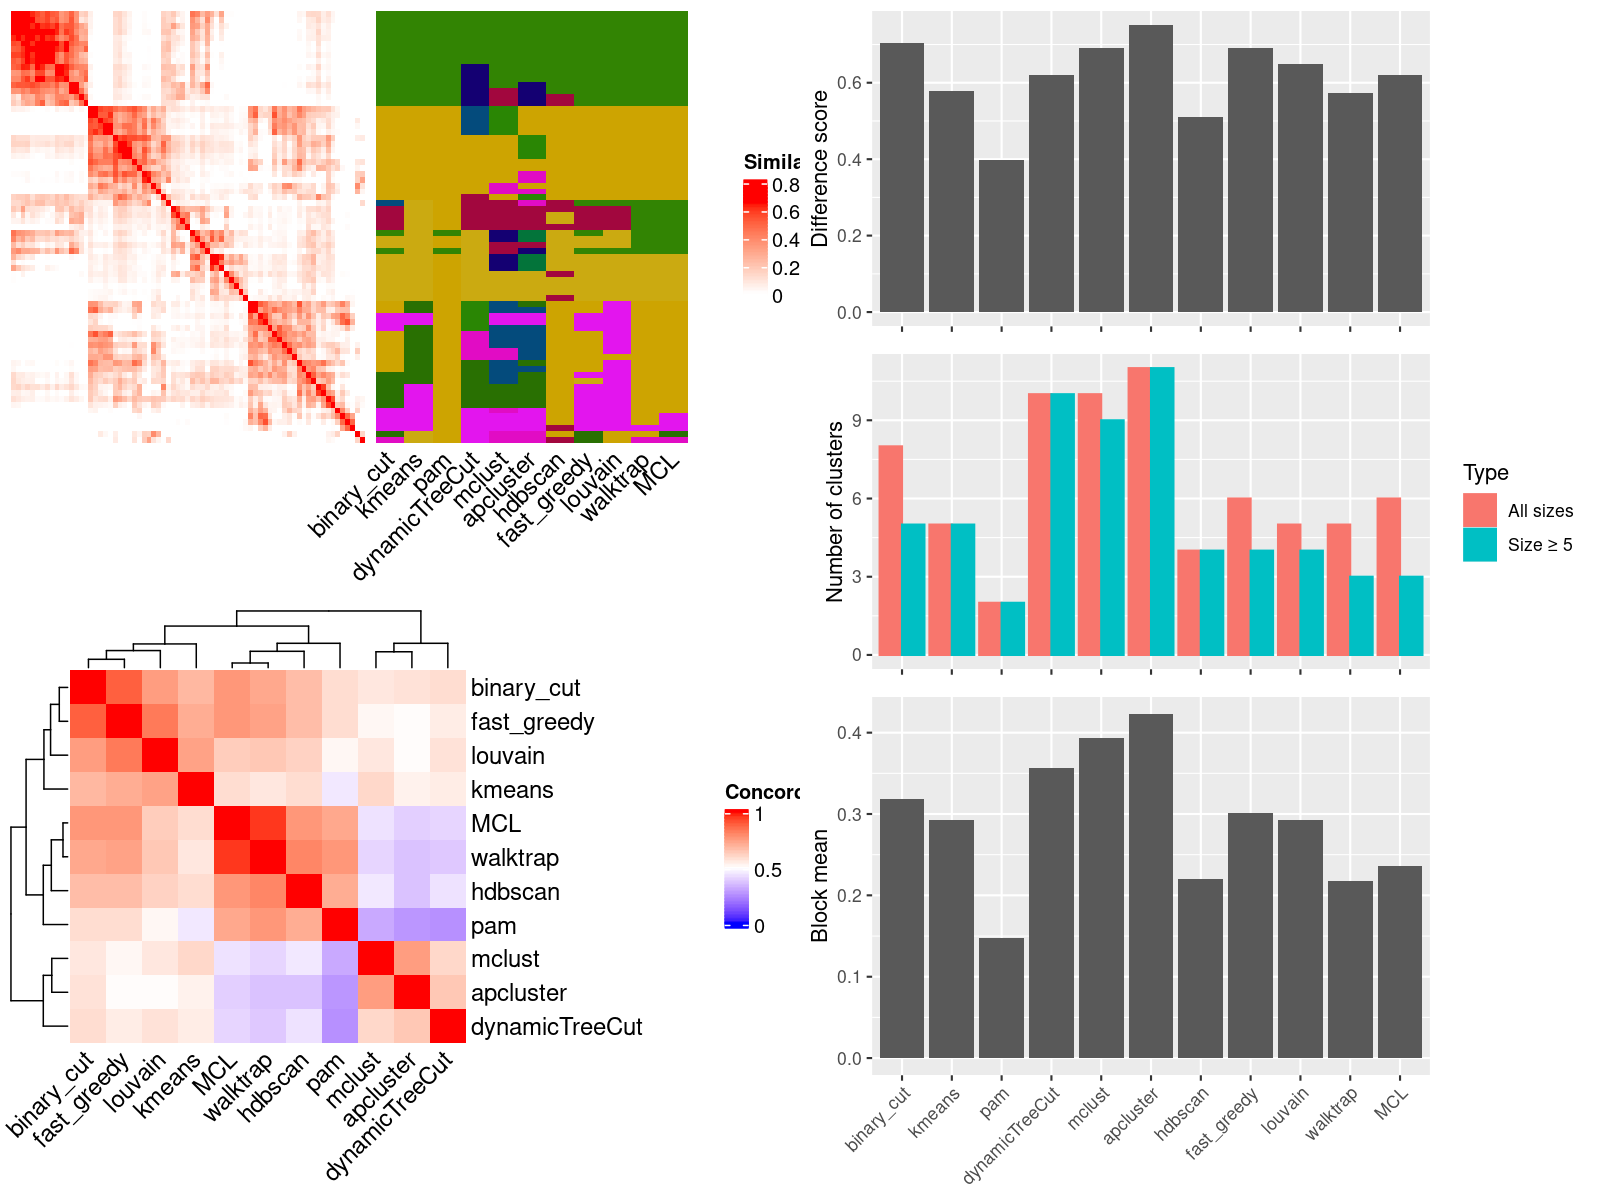 Simila
0.8
0.6
0.4
0.2
0
binary_cut
kmeans
pam
dynamicTreeCut
mclust
apcluster
hdbscan
fast_greedy
louvain
walktrap
MCL
binary_cut
fast_greedy
louvain
kmeans
MCL
walktrap
hdbscan
pam
mclust
apcluster
dynamicTreeCut
binary_cut
fast_greedy
louvain
kmeans
MCL
walktrap
hdbscan
pam
mclust
apcluster
dynamicTreeCut
Concord
1
0.5
0
Difference score
0.6
0.4
0.2
0.0
Number of clusters
9
6
3
0
Type
All sizes
Size ≥ 5
Block mean
0.4
0.3
0.2
0.1
0.0
binary_cut
kmeans
pam
dynamicTreeCut
mclust
apcluster
hdbscan
fast_greedy
louvain
walktrap
MCL